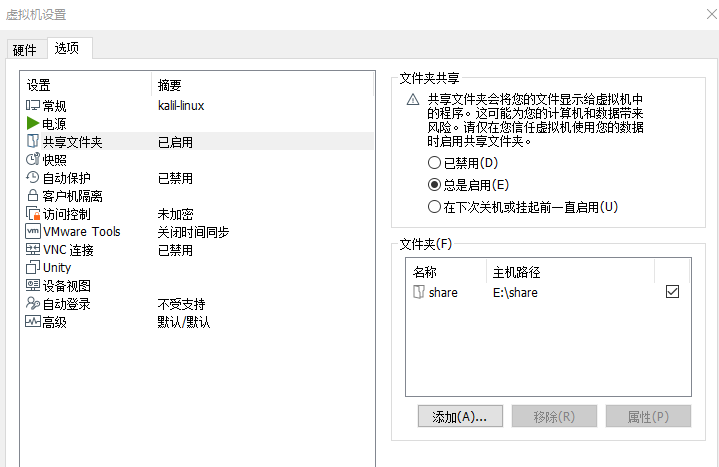 虚拟机设置
硬件 选项
设置 摘要
常规 kalil-linux
电源
共享文件夹 已启用
快照
自动保护 已禁用
客户机隔离
访问控制 未加密
VMware Tools 关闭时间同步
VNC 连接 已禁用
Unity
设备视图
自动登录 不受支持
高级 默认/默认
文件夹共享
共享文件夹会将您的文件显示给虚拟机中
的程序。这可能为您的计算机和数据带来
风险。请仅在您信任虚拟机使用您的数据
时启用共享文件夹。
已禁用(D)
总是启用(E)
在下次关机或挂起前一直启用(U)
文件夹(F)
名称 主机路径
share E:\share
添加(A)... 移除(R) 属性(P)